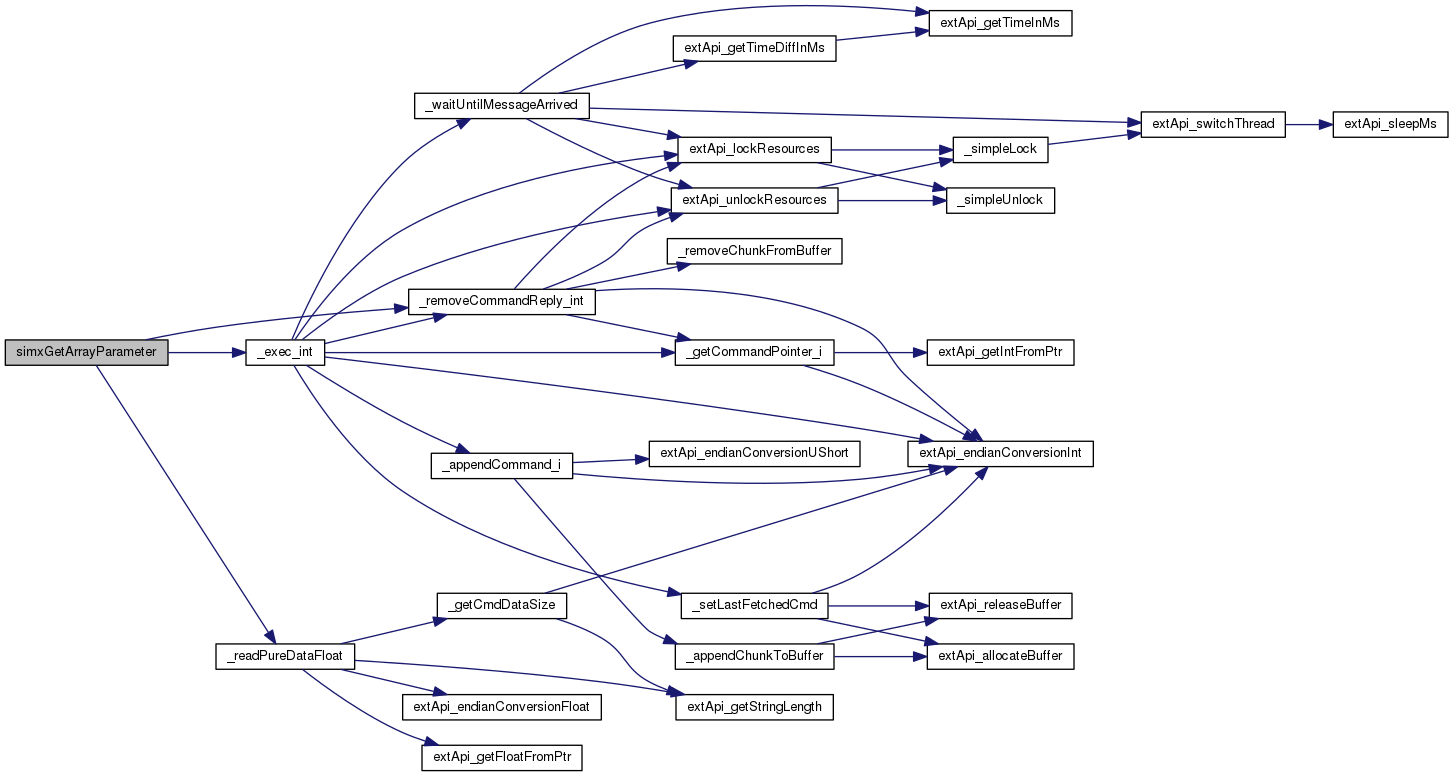 extApi_getTimeInMs
extApi_getTimeDiffInMs
_waitUntilMessageArrived
extApi_switchThread
extApi_sleepMs
extApi_lockResources
_simpleLock
extApi_unlockResources
_simpleUnlock
_removeChunkFromBuffer
_removeCommandReply_int
simxGetArrayParameter
_exec_int
_getCommandPointer_i
extApi_getIntFromPtr
extApi_endianConversionUShort
extApi_endianConversionInt
_appendCommand_i
_getCmdDataSize
_setLastFetchedCmd
extApi_releaseBuffer
_readPureDataFloat
_appendChunkToBuffer
extApi_allocateBuffer
extApi_endianConversionFloat
extApi_getStringLength
extApi_getFloatFromPtr